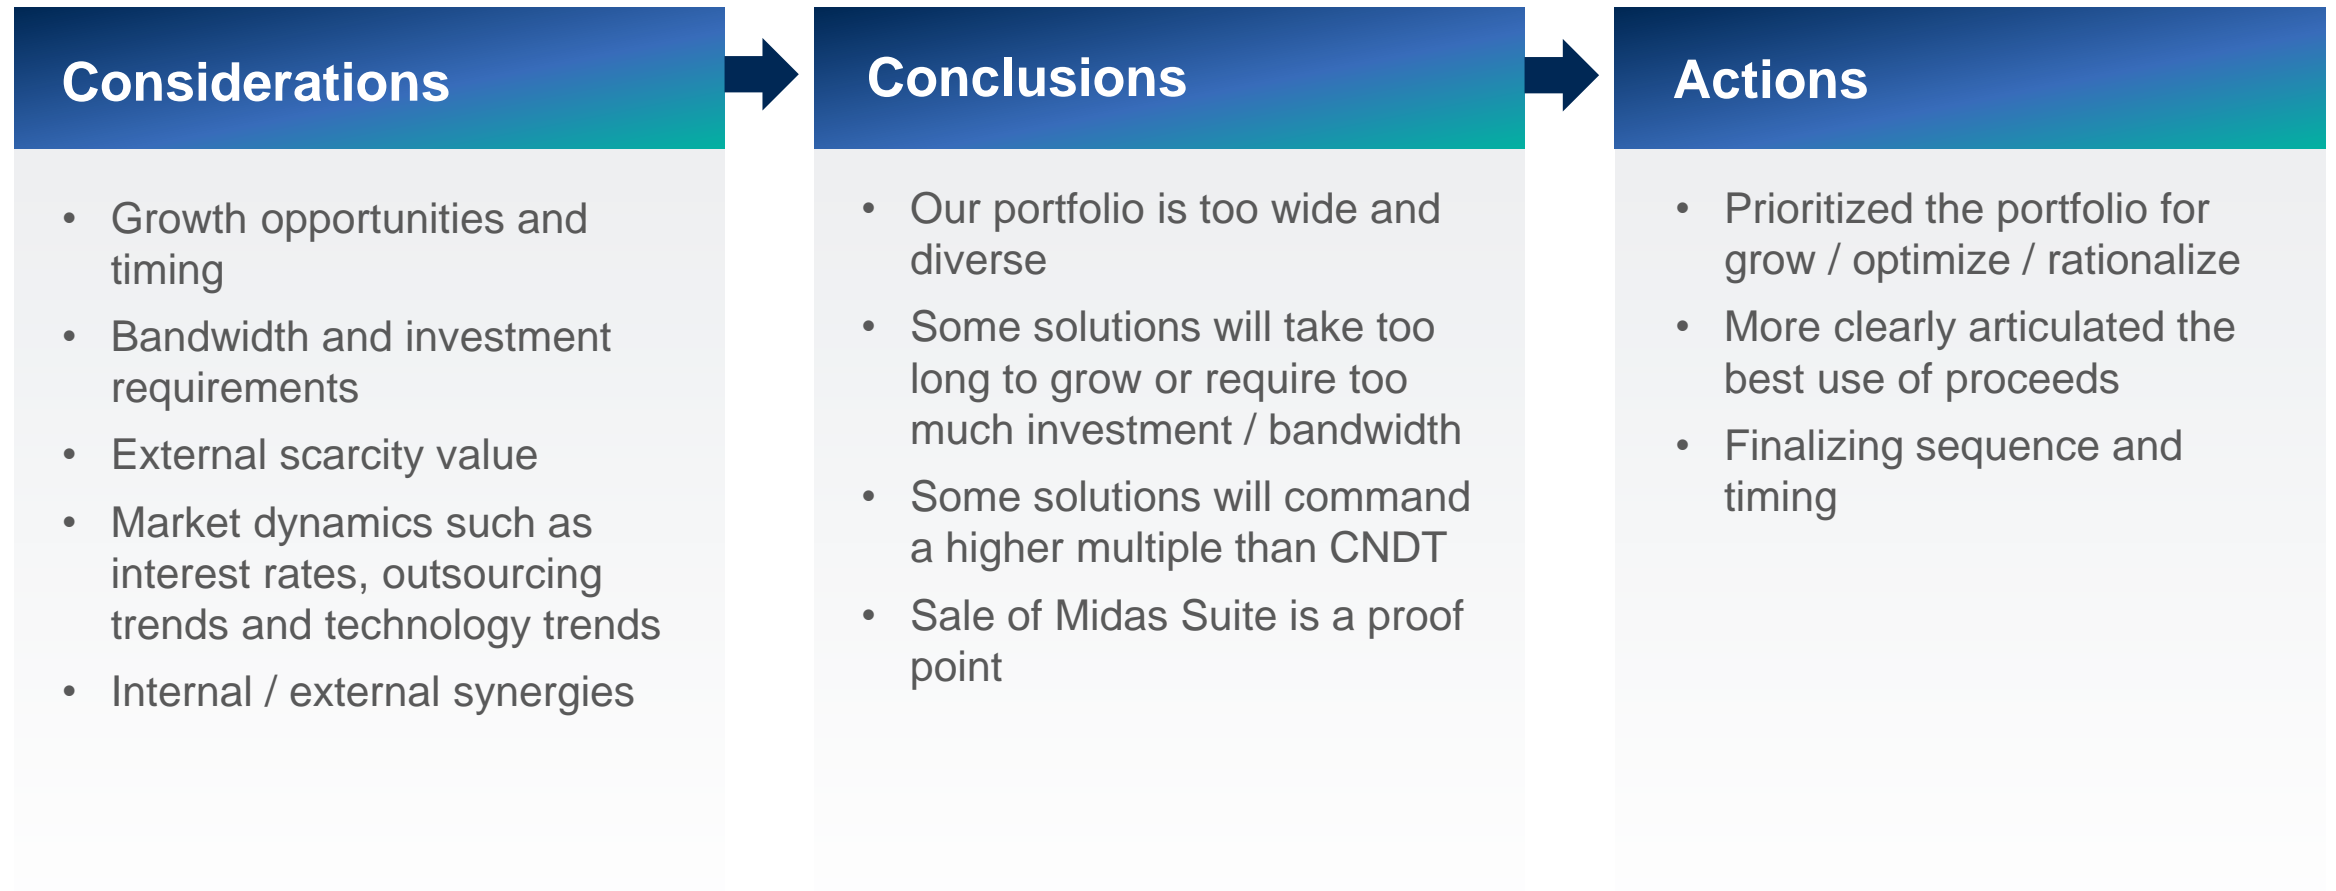 Considerations
• Growth opportunities and
timing
• Bandwidth and investment
requirements
• External scarcity value
• Market dynamics such as
interest rates, outsourcing
trends and technology trends
• Internal / external synergies
Conclusions
• Our portfolio is too wide and
diverse
• Some solutions will take too
long to grow or require too
much investment / bandwidth
• Some solutions will command
a higher multiple than CNDT
• Sale of Midas Suite is a proof
point
Actions
• Prioritized the portfolio for
grow / optimize / rationalize
• More clearly articulated the
best use of proceeds
• Finalizing sequence and
timing